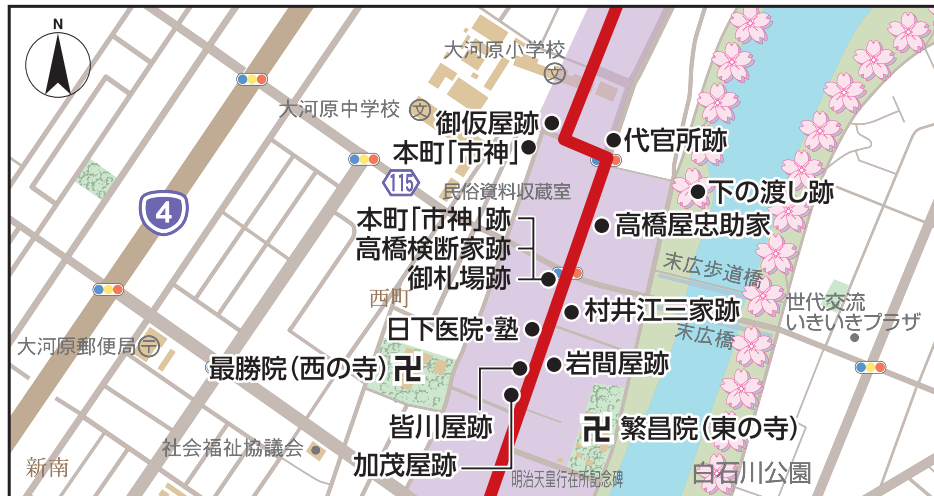 N
大河原小学校
文
大河原中学校
文
御仮屋跡
代官所跡
本町「市神」
115
民俗資料収蔵室
下の渡し跡
4
本町「市神」跡
高橋屋忠助家
高橋検断家跡
御札場跡
末広歩道橋
西町
村井江三家跡
世代交流
いきいきプラザ
日下医院・塾
末広橋
大河原郵便局
最勝院(西の寺)
岩間屋跡
皆川屋跡
繁昌院(東の寺)
社会福祉協議会
加茂屋跡
新南
明治天皇行在所記念碑
白石川公園